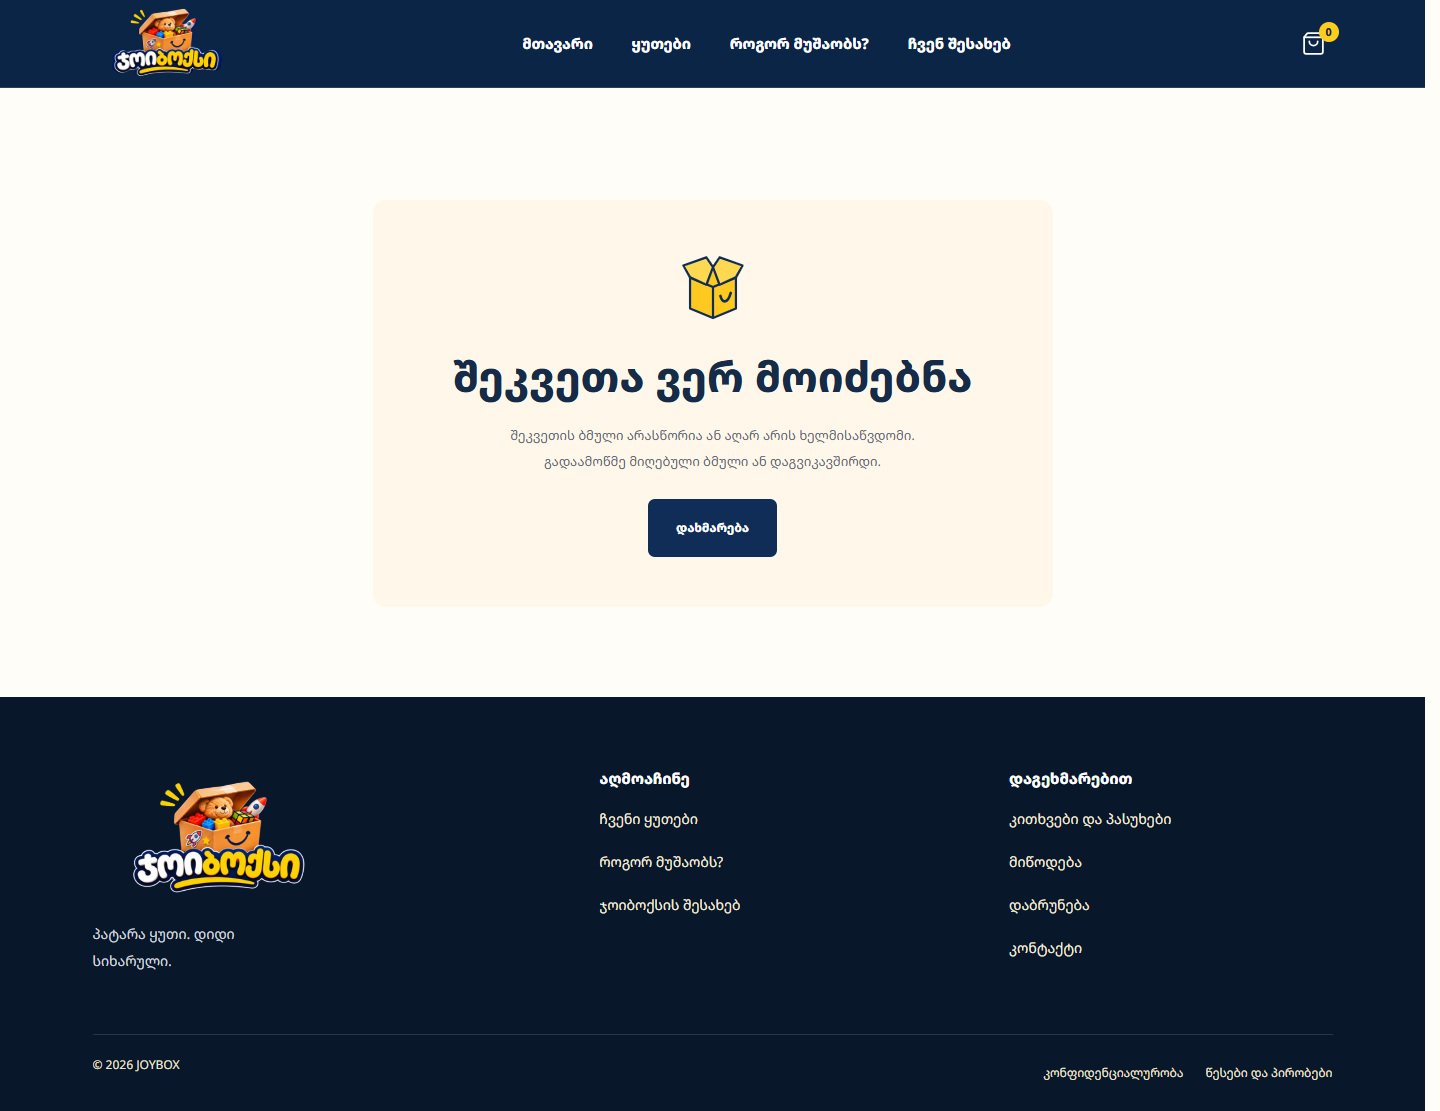 ჯოიბოქსი
მთავარი
ყუთები
როგორ მუშაობს?
ჩვენ შესახებ
0
შეკვეთა ვერ მოიძებნა
შეკვეთის ბმული არასწორია ან აღარ არის ხელმისაწვდომი.
გადაამოწმე მიღებული ბმული ან დაგვიკავშირდი.
დახმარება
ჯოიბოქსი
პატარა ყუთი. დიდი
სიხარული.
აღმოაჩინე
ჩვენი ყუთები
როგორ მუშაობს?
ჯოიბოქსის შესახებ
დაგეხმარებით
კითხვები და პასუხები
მიწოდება
დაბრუნება
კონტაქტი
© 2026 JOYBOX
კონფიდენციალურობა
წესები და პირობები